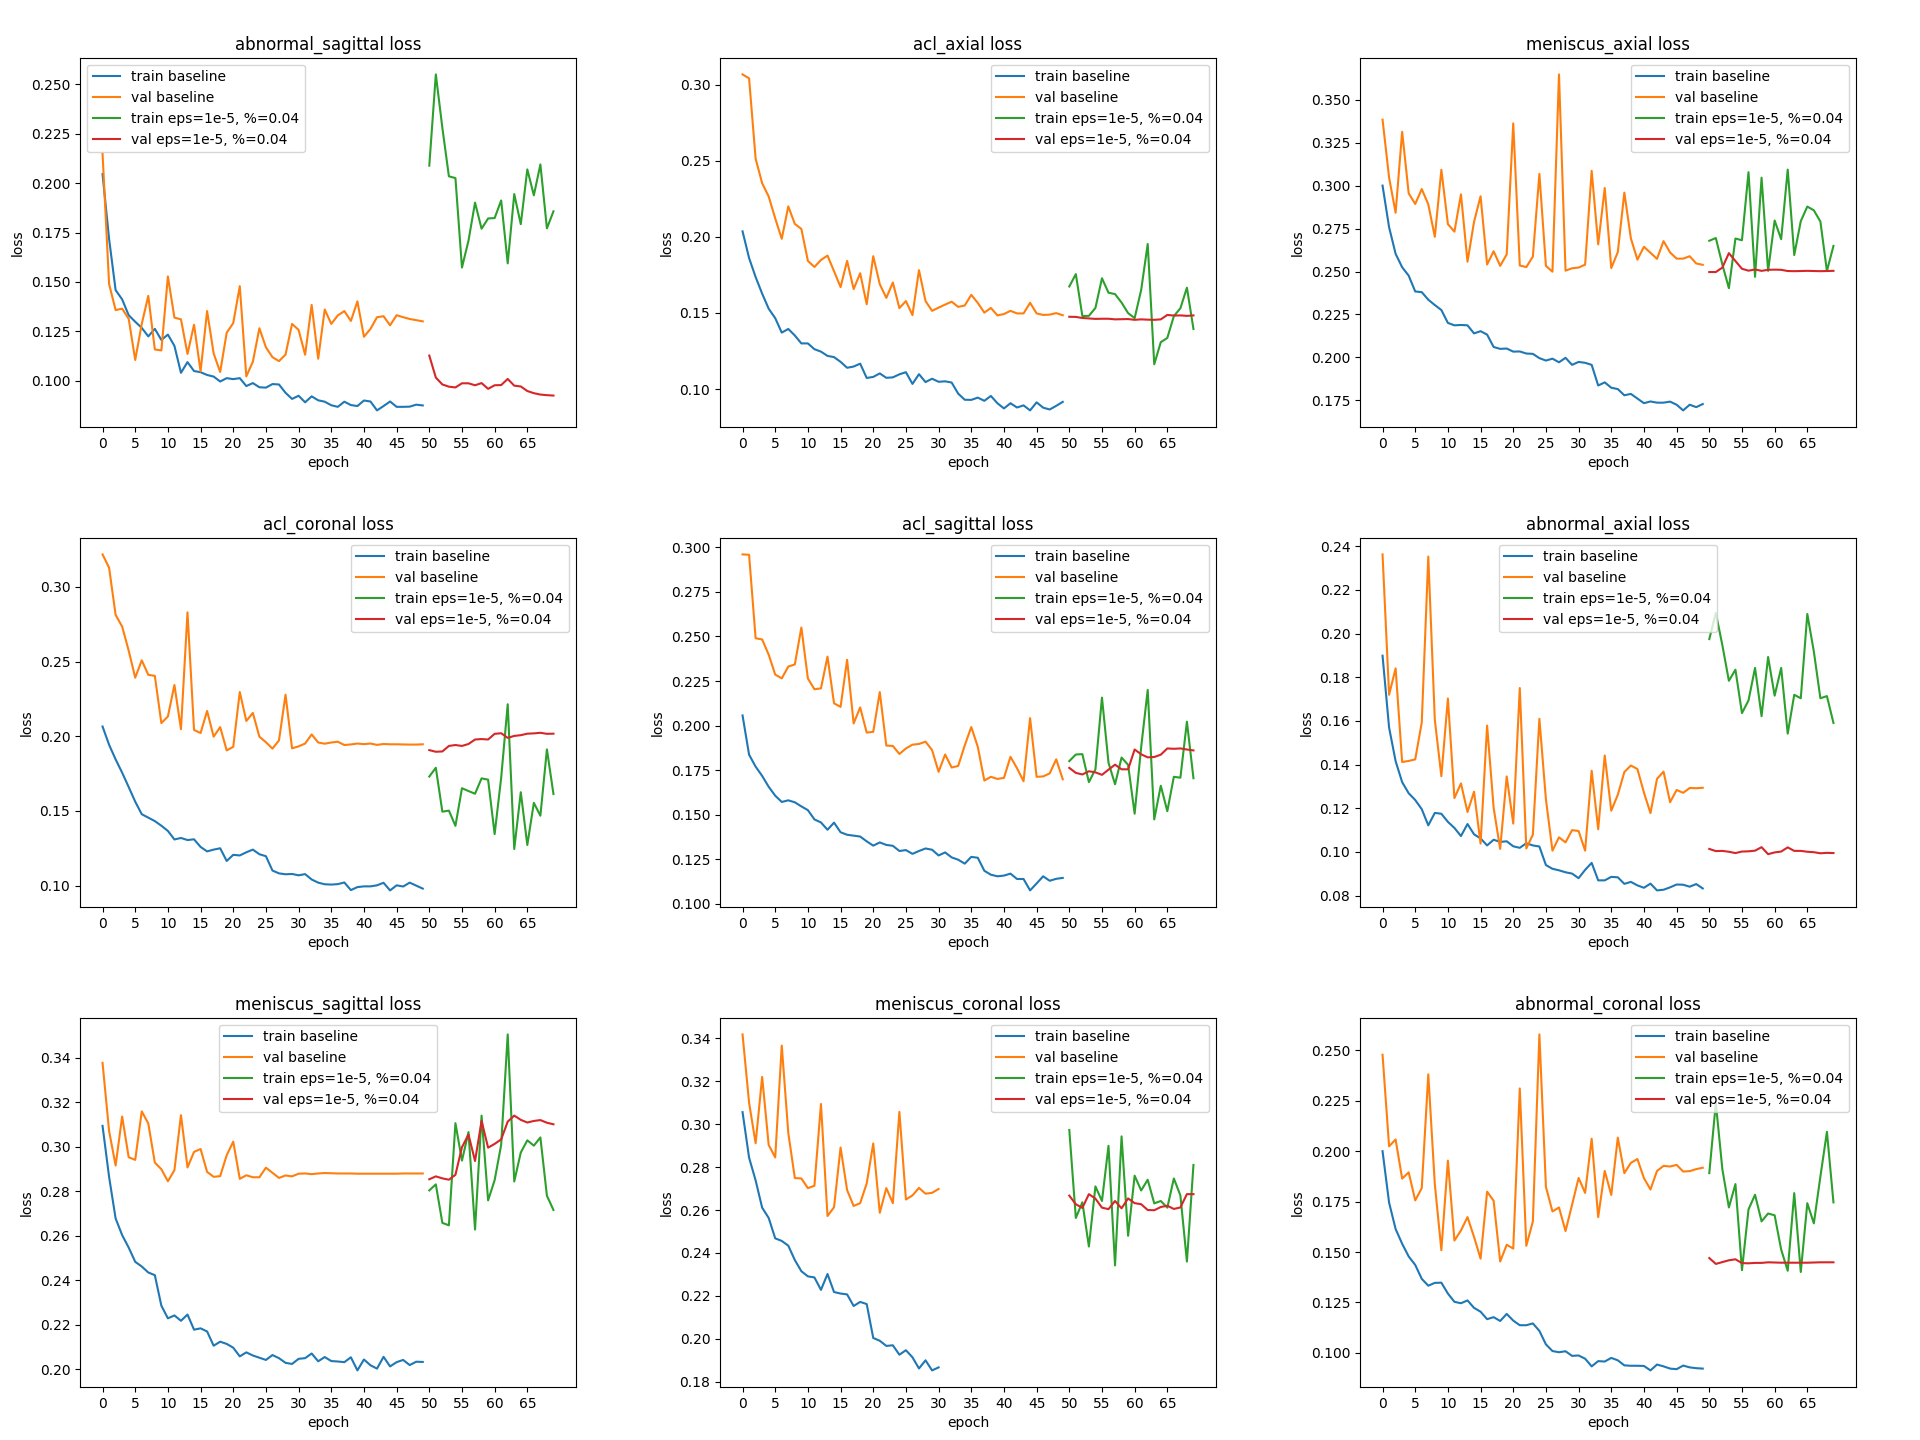 abnormal_sagittal loss
train baseline
val baseline
train eps=1e-5, %=0.04
val eps=1e-5, %=0.04
loss
0.250
0.225
0.200
0.175
0.150
0.125
0.100
0 5 10 15 20 25 30 35 40 45 50 55 60 65
epoch
acl_axial loss
train baseline
val baseline
train eps=1e-5, %=0.04
val eps=1e-5, %=0.04
loss
0.30
0.25
0.20
0.15
0.10
0 5 10 15 20 25 30 35 40 45 50 55 60 65
epoch
meniscus_axial loss
train baseline
val baseline
train eps=1e-5, %=0.04
val eps=1e-5, %=0.04
loss
0.350
0.325
0.300
0.275
0.250
0.225
0.200
0.175
0 5 10 15 20 25 30 35 40 45 50 55 60 65
epoch
acl_coronal loss
train baseline
val baseline
train eps=1e-5, %=0.04
val eps=1e-5, %=0.04
loss
0.30
0.25
0.20
0.15
0.10
0 5 10 15 20 25 30 35 40 45 50 55 60 65
epoch
acl_sagittal loss
train baseline
val baseline
train eps=1e-5, %=0.04
val eps=1e-5, %=0.04
loss
0.300
0.275
0.250
0.225
0.200
0.175
0.150
0.125
0.100
0 5 10 15 20 25 30 35 40 45 50 55 60 65
epoch
abnormal_axial loss
train baseline
val baseline
train eps=1e-5, %=0.04
val eps=1e-5, %=0.04
loss
0.24
0.22
0.20
0.18
0.16
0.14
0.12
0.10
0.08
0 5 10 15 20 25 30 35 40 45 50 55 60 65
epoch
meniscus_sagittal loss
train baseline
val baseline
train eps=1e-5, %=0.04
val eps=1e-5, %=0.04
loss
0.34
0.32
0.30
0.28
0.26
0.24
0.22
0.20
0 5 10 15 20 25 30 35 40 45 50 55 60 65
epoch
meniscus_coronal loss
train baseline
val baseline
train eps=1e-5, %=0.04
val eps=1e-5, %=0.04
loss
0.34
0.32
0.30
0.28
0.26
0.24
0.22
0.20
0.18
0 5 10 15 20 25 30 35 40 45 50 55 60 65
epoch
abnormal_coronal loss
train baseline
val baseline
train eps=1e-5, %=0.04
val eps=1e-5, %=0.04
loss
0.250
0.225
0.200
0.175
0.150
0.125
0.100
0 5 10 15 20 25 30 35 40 45 50 55 60 65
epoch